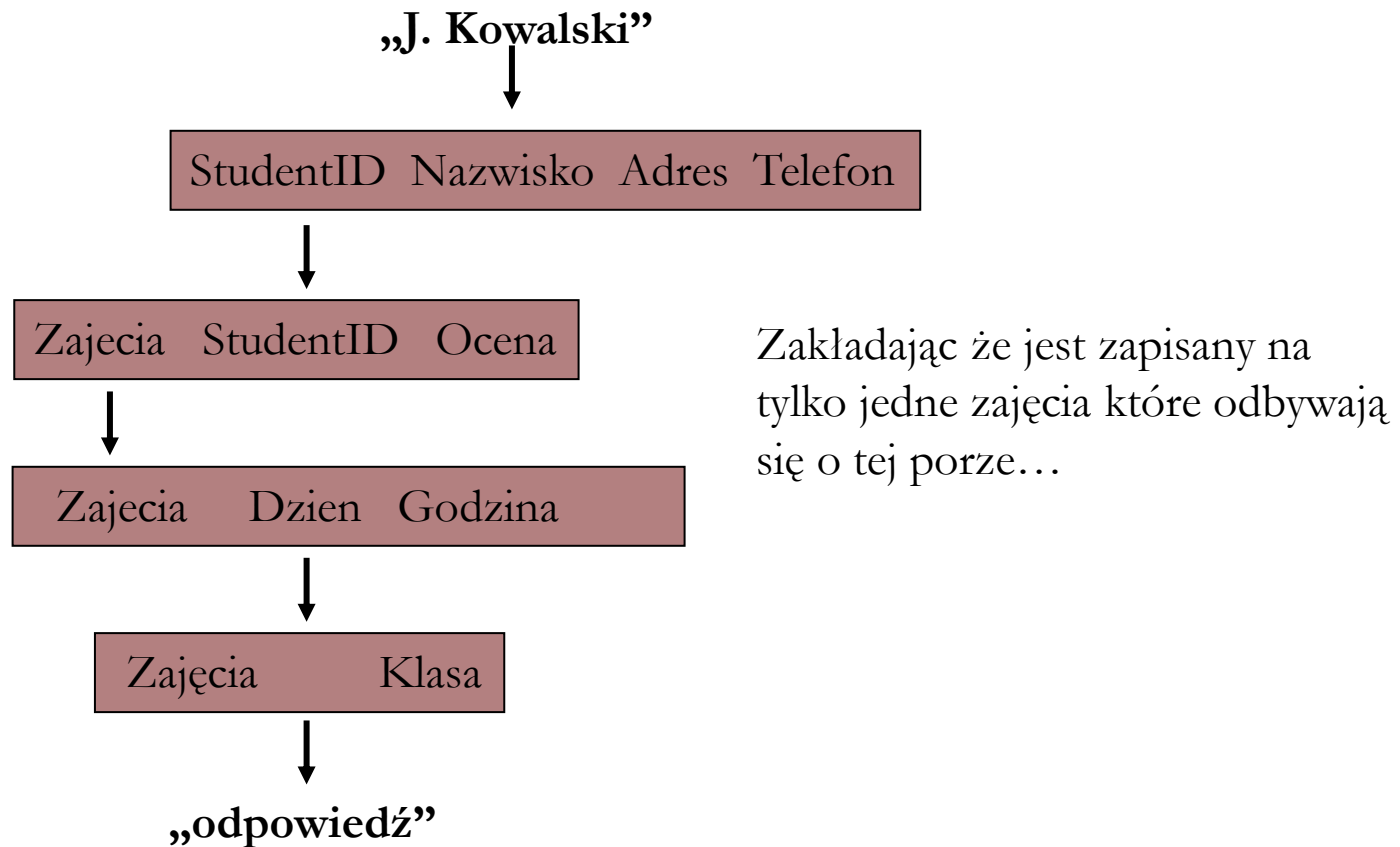 „J. Kowalski”
StudentID Nazwisko Adres Telefon
Zajecia StudentID Ocena
Zajecia Dzien Godzina
Zajęcia Klasa
„odpowiedź”
Zakładając że jest zapisany na
tylko jedne zajęcia które odbywają
się o tej porze…